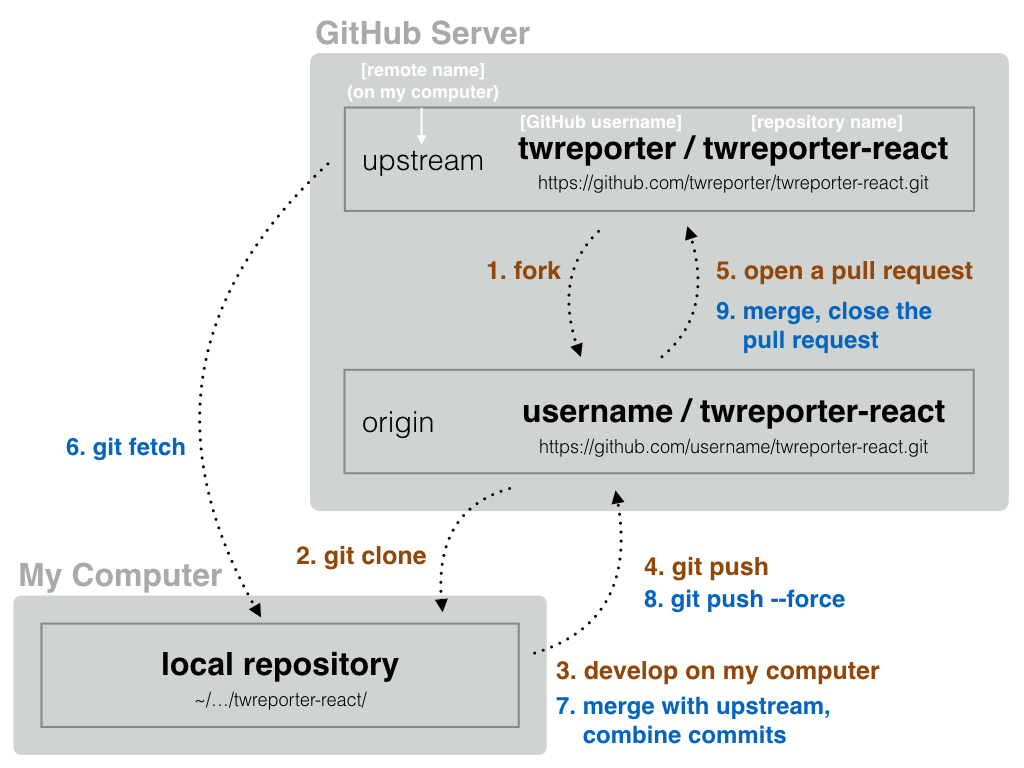 GitHub Server
[remote name]
(on my computer)
[GitHub username] [repository name]
upstream
twreporter / twreporter-react
https://github.com/twreporter/twreporter-react.git
1. fork
5. open a pull request
9. merge, close the
pull request
origin
username / twreporter-react
https://github.com/username/twreporter-react.git
6. git fetch
2. git clone
4. git push
8. git push --force
My Computer
local repository
~/…/twreporter-react/
3. develop on my computer
7. merge with upstream,
combine commits